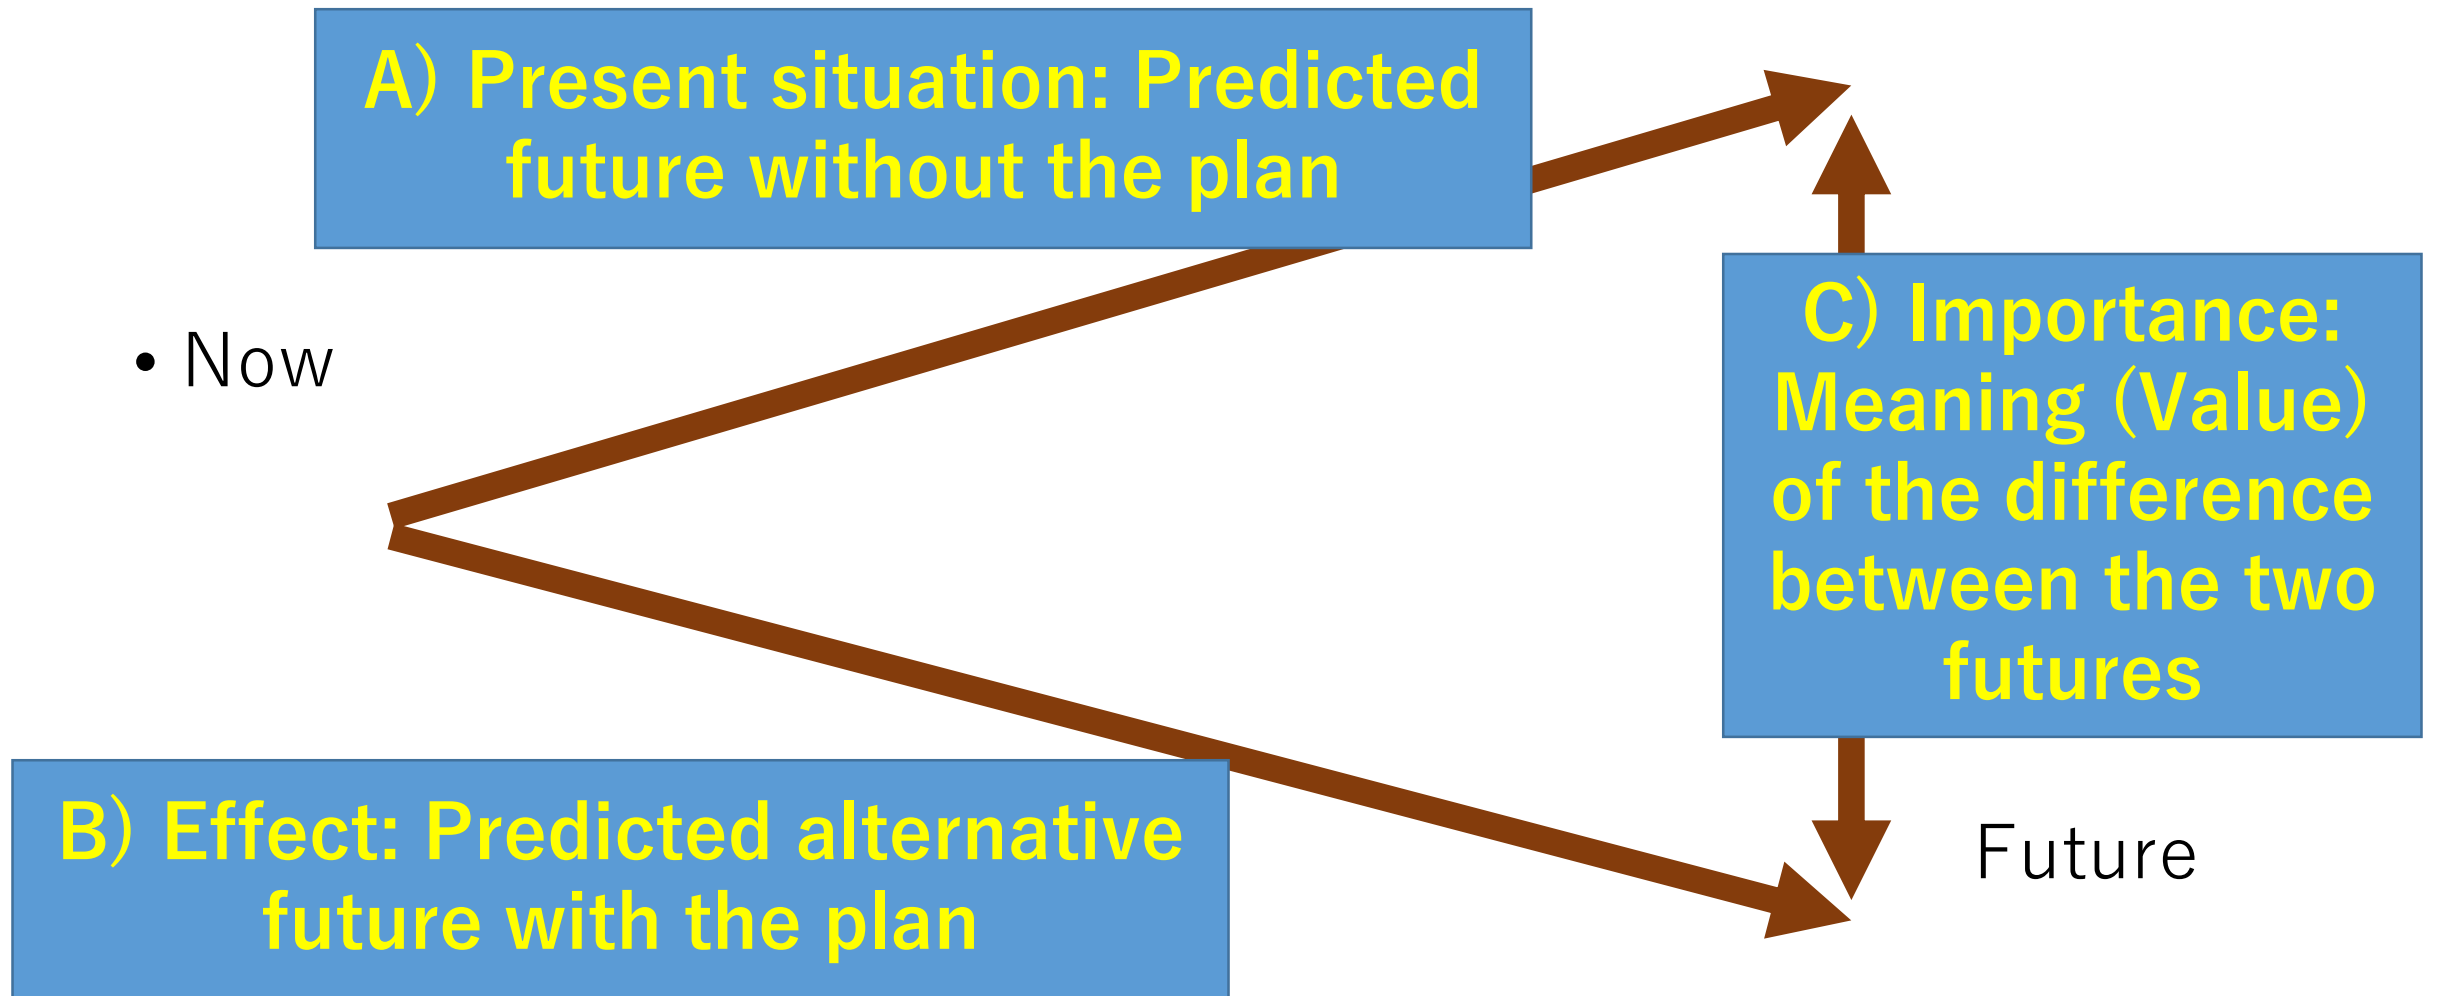 A) Present situation: Predicted
future without the plan
• Now
C) Importance:
Meaning (Value)
of the difference
between the two
futures
B) Effect: Predicted alternative
future with the plan
Future